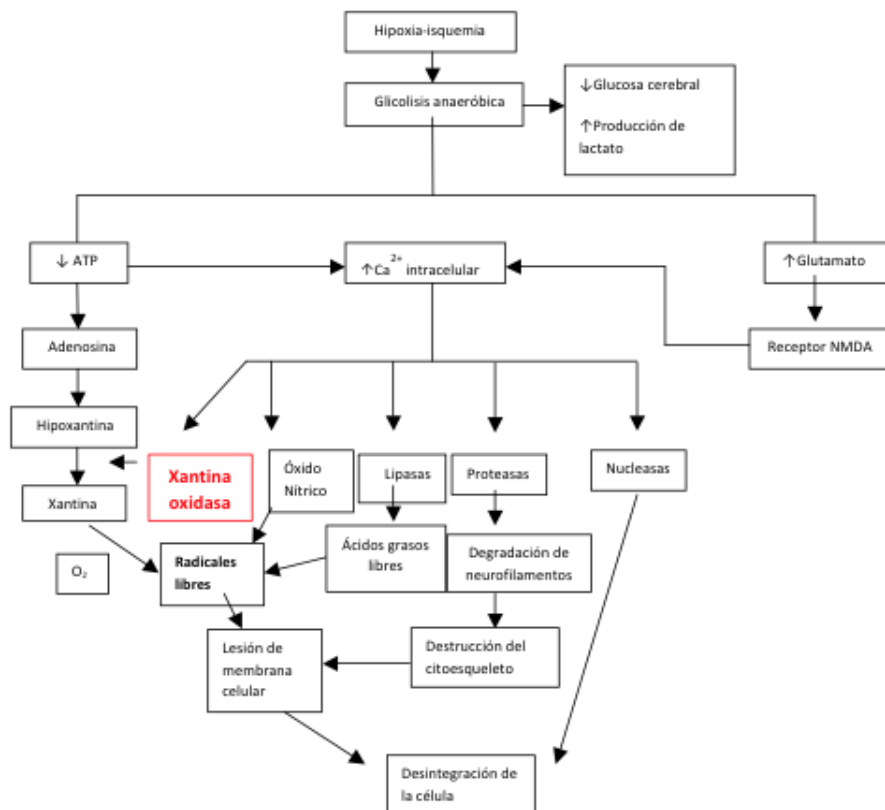 Hipoxia-isquemia
Glicolisis anaeróbica
↓Glucosa cerebral
↑Producción de
lactato
↓ ATP
↑Ca2+ intracelular
↑Glutamato
Adenosina
Receptor NMDA
Hipoxantina
Xantina
oxidasa
Óxido
Nítrico
Lipasas
Proteasas
Nucleasas
Xantina
O₂
Radicales
libres
Ácidos grasos
libres
Degradación de
neurofilamentos
Lesión de
membrana
celular
Destrucción del
citoesqueleto
Desintegración de
la célula